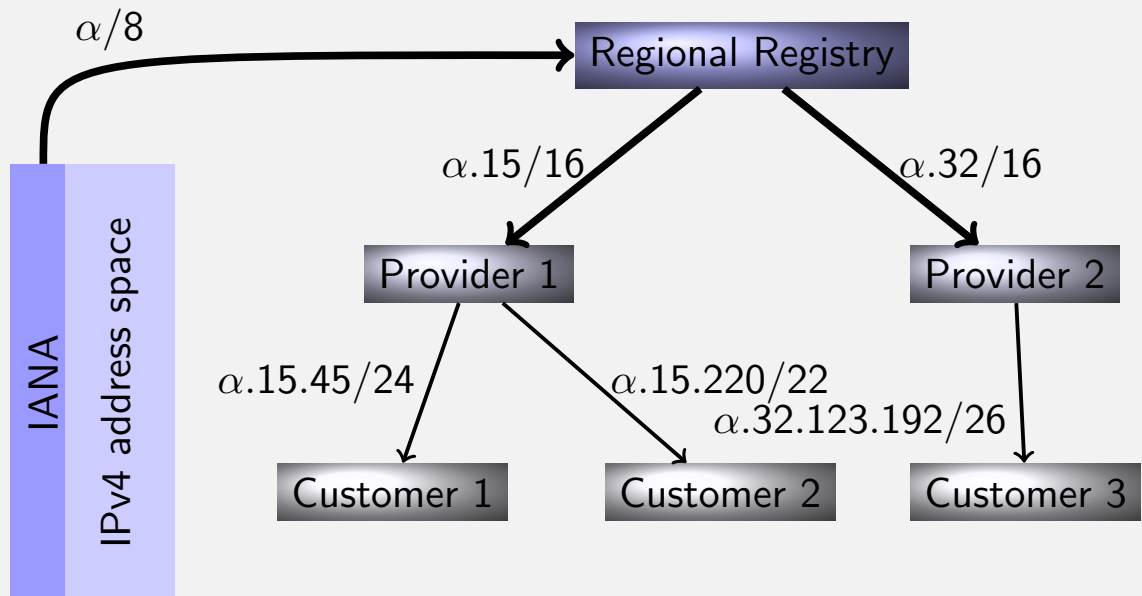 α/8
Regional Registry
α.15/16
α.32/16
Provider 1
Provider 2
IANA
IPv4 address space
α.15.45/24
α.15.220/22
α.32.123.192/26
Customer 1
Customer 2
Customer 3